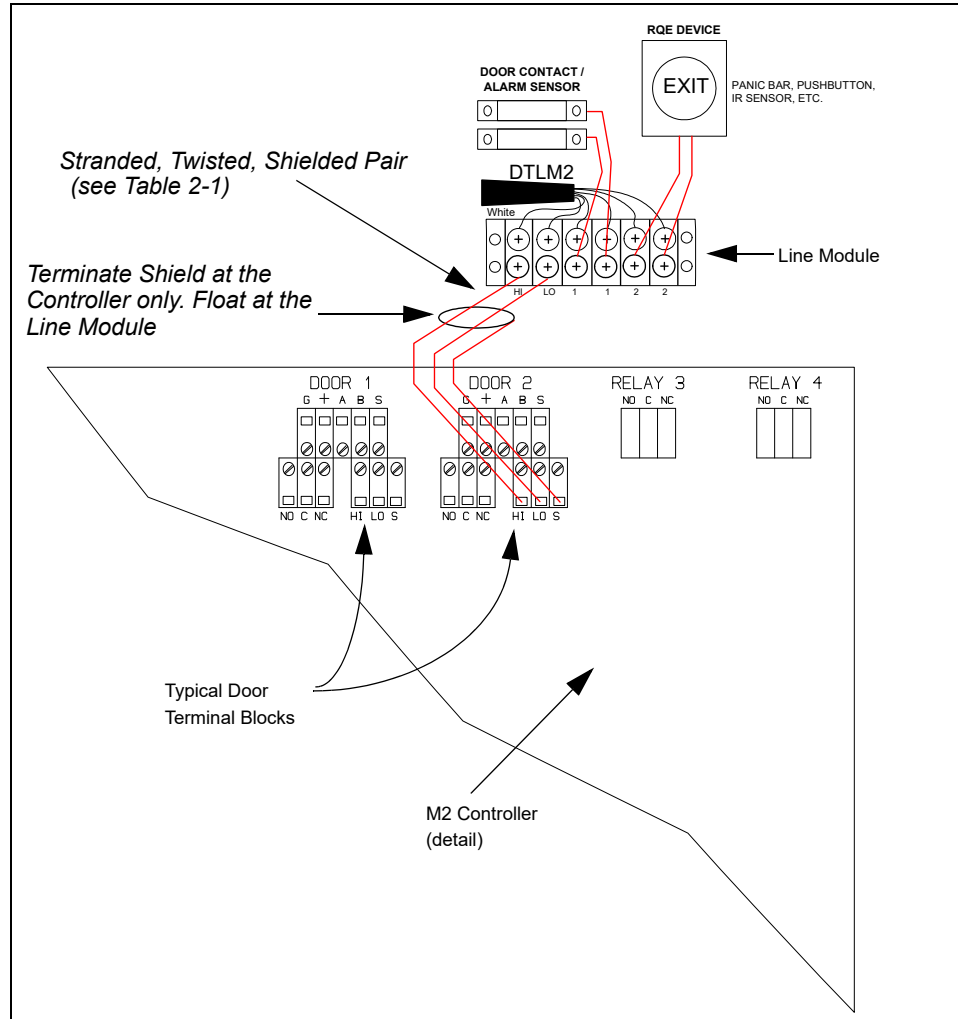 RQE DEVICE
EXIT
PANIC BAR, PUSHBUTTON,
IR SENSOR, ETC.
DOOR CONTACT /
ALARM SENSOR
Stranded, Twisted, Shielded Pair
(see Table 2-1)
DTLM2
White
Line Module
HI LO 1 1 2 2
Terminate Shield at the
Controller only. Float at the
Line Module
DOOR 1
G + A B S
NO C NC HI LO S
DOOR 2
G + A B S
NO C NC HI LO S
RELAY 3
NO C NC
RELAY 4
NO C NC
Typical Door
Terminal Blocks
M2 Controller
(detail)